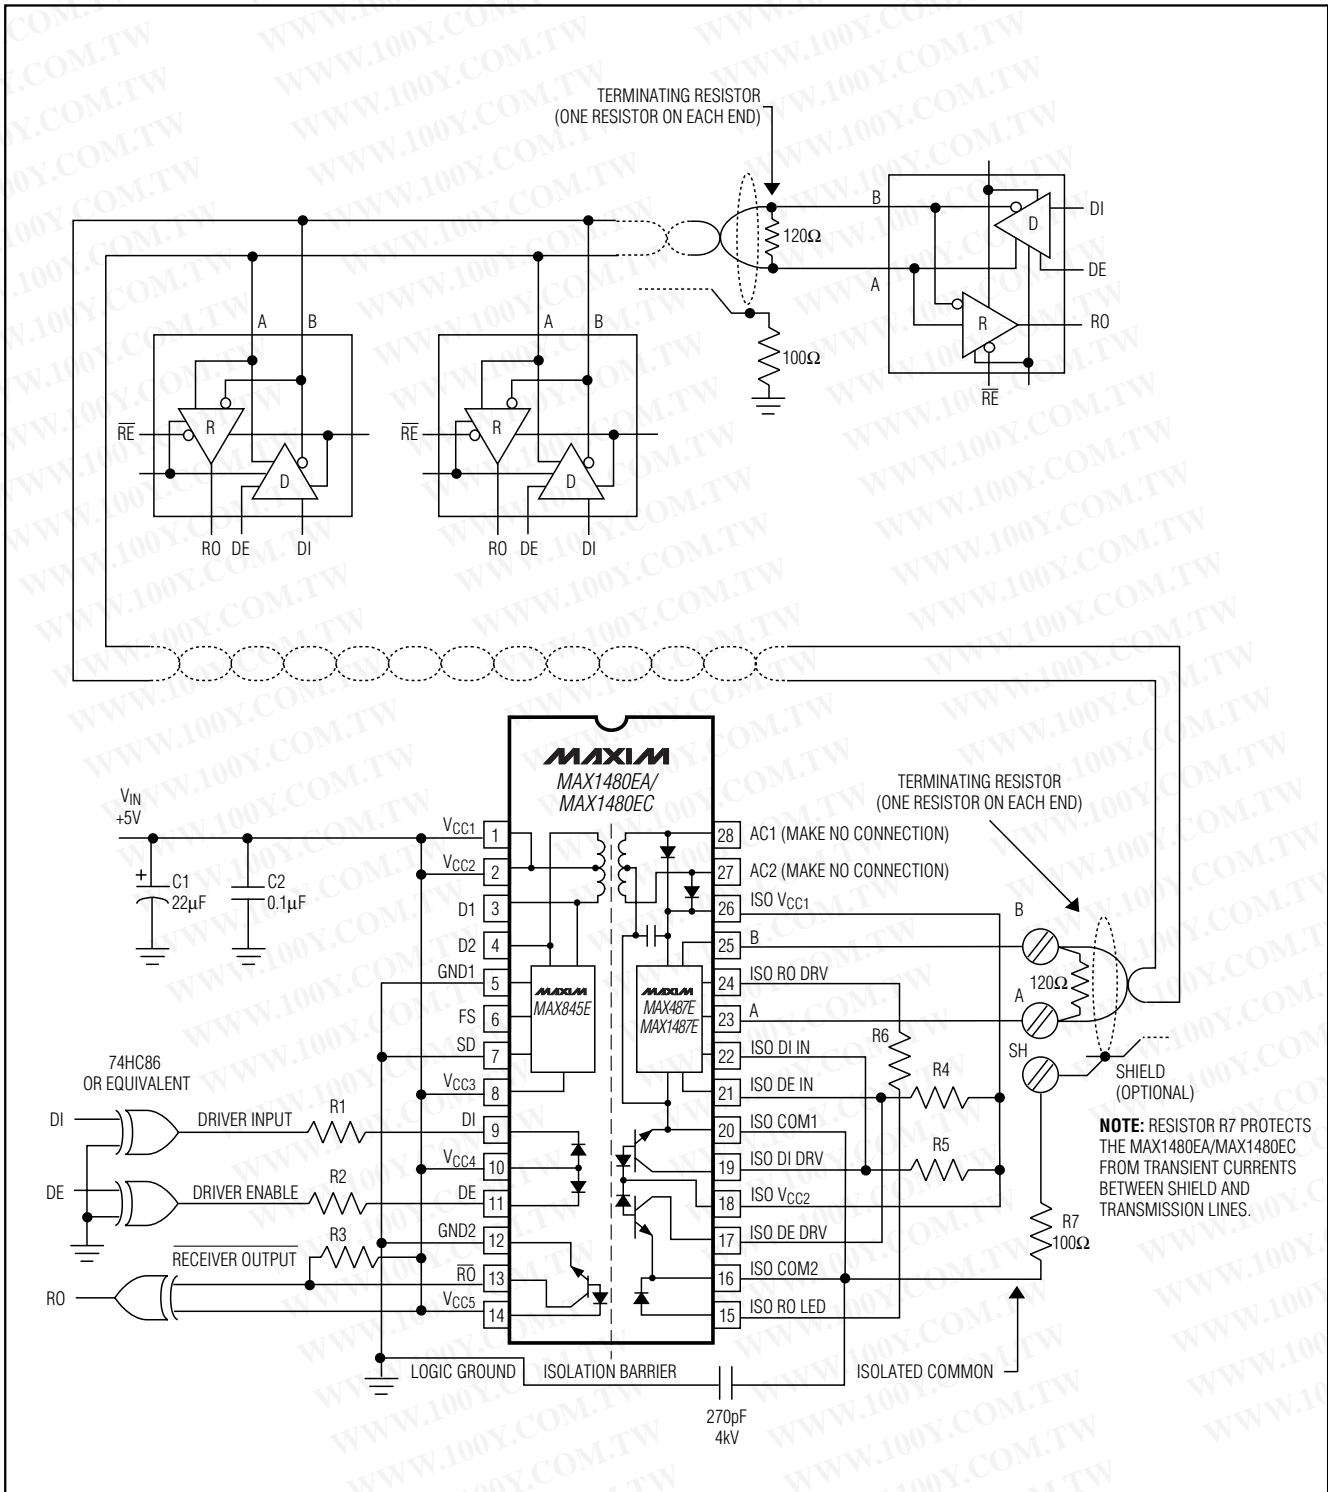 TERMINATING RESISTOR
(ONE RESISTOR ON EACH END)
B
DI
D
120Ω
DE
A
R
RO
100Ω
RE
A B
A B
RE
R
D
RE
R
D
RO DE DI
RO DE DI
MAXIM
MAX1480EA/
MAX1480EC
TERMINATING RESISTOR
(ONE RESISTOR ON EACH END)
VIN
+5V
C1
22µF
C2
0.1µF
VCC1 1
VCC2 2
D1 3
D2 4
GND1 5
FS 6
SD 7
VCC3 8
DI 9
VCC4 10
DE 11
GND2 12
RO 13
VCC5 14
MAXIM
MAX845E
MAXIM
MAX487E
MAX1487E
28 AC1 (MAKE NO CONNECTION)
27 AC2 (MAKE NO CONNECTION)
26 ISO VCC1
25 B
24 ISO RO DRV
23 A
22 ISO DI IN
21 ISO DE IN
20 ISO COM1
19 ISO DI DRV
18 ISO VCC2
17 ISO DE DRV
16 ISO COM2
15 ISO RO LED
B
120Ω
A
R6
R4
R5
SH
SHIELD
(OPTIONAL)
NOTE: RESISTOR R7 PROTECTS
THE MAX1480EA/MAX1480EC
FROM TRANSIENT CURRENTS
BETWEEN SHIELD AND
TRANSMISSION LINES.
R7
100Ω
74HC86
OR EQUIVALENT
DI
DRIVER INPUT
R1
DE
DRIVER ENABLE
R2
RECEIVER OUTPUT
R3
RO
LOGIC GROUND
ISOLATION BARRIER
ISOLATED COMMON
270pF
4kV
WWW.100Y.COM.TW